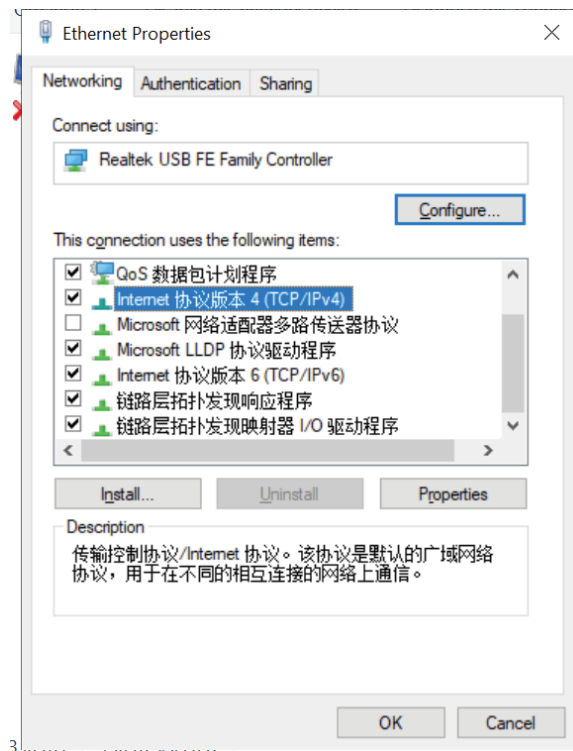 Ethernet Properties
Networking Authentication Sharing
Connect using:
Realtek USB FE Family Controller
Configure...
This connection uses the following items:
QoS 数据包计划程序
Internet 协议版本 4 (TCP/IPv4)
Microsoft 网络适配器多路传送器协议
Microsoft LLDP 协议驱动程序
Internet 协议版本 6 (TCP/IPv6)
链路层拓扑发现响应程序
链路层拓扑发现映射器 I/O 驱动程序
Install... Uninstall Properties
Description
传输控制协议/Internet 协议。该协议是默认的广域网络
协议，用于在不同的相互连接的网络上通信。
OK Cancel
3